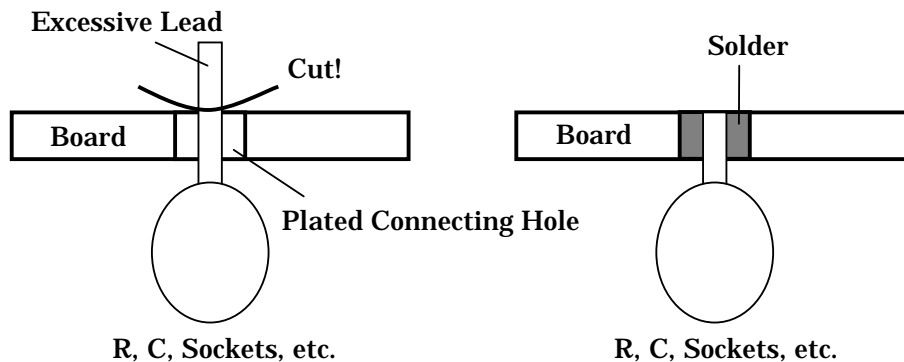 Excessive Lead
Cut!
Board
Plated Connecting Hole
R, C, Sockets, etc.
Solder
Board
R, C, Sockets, etc.